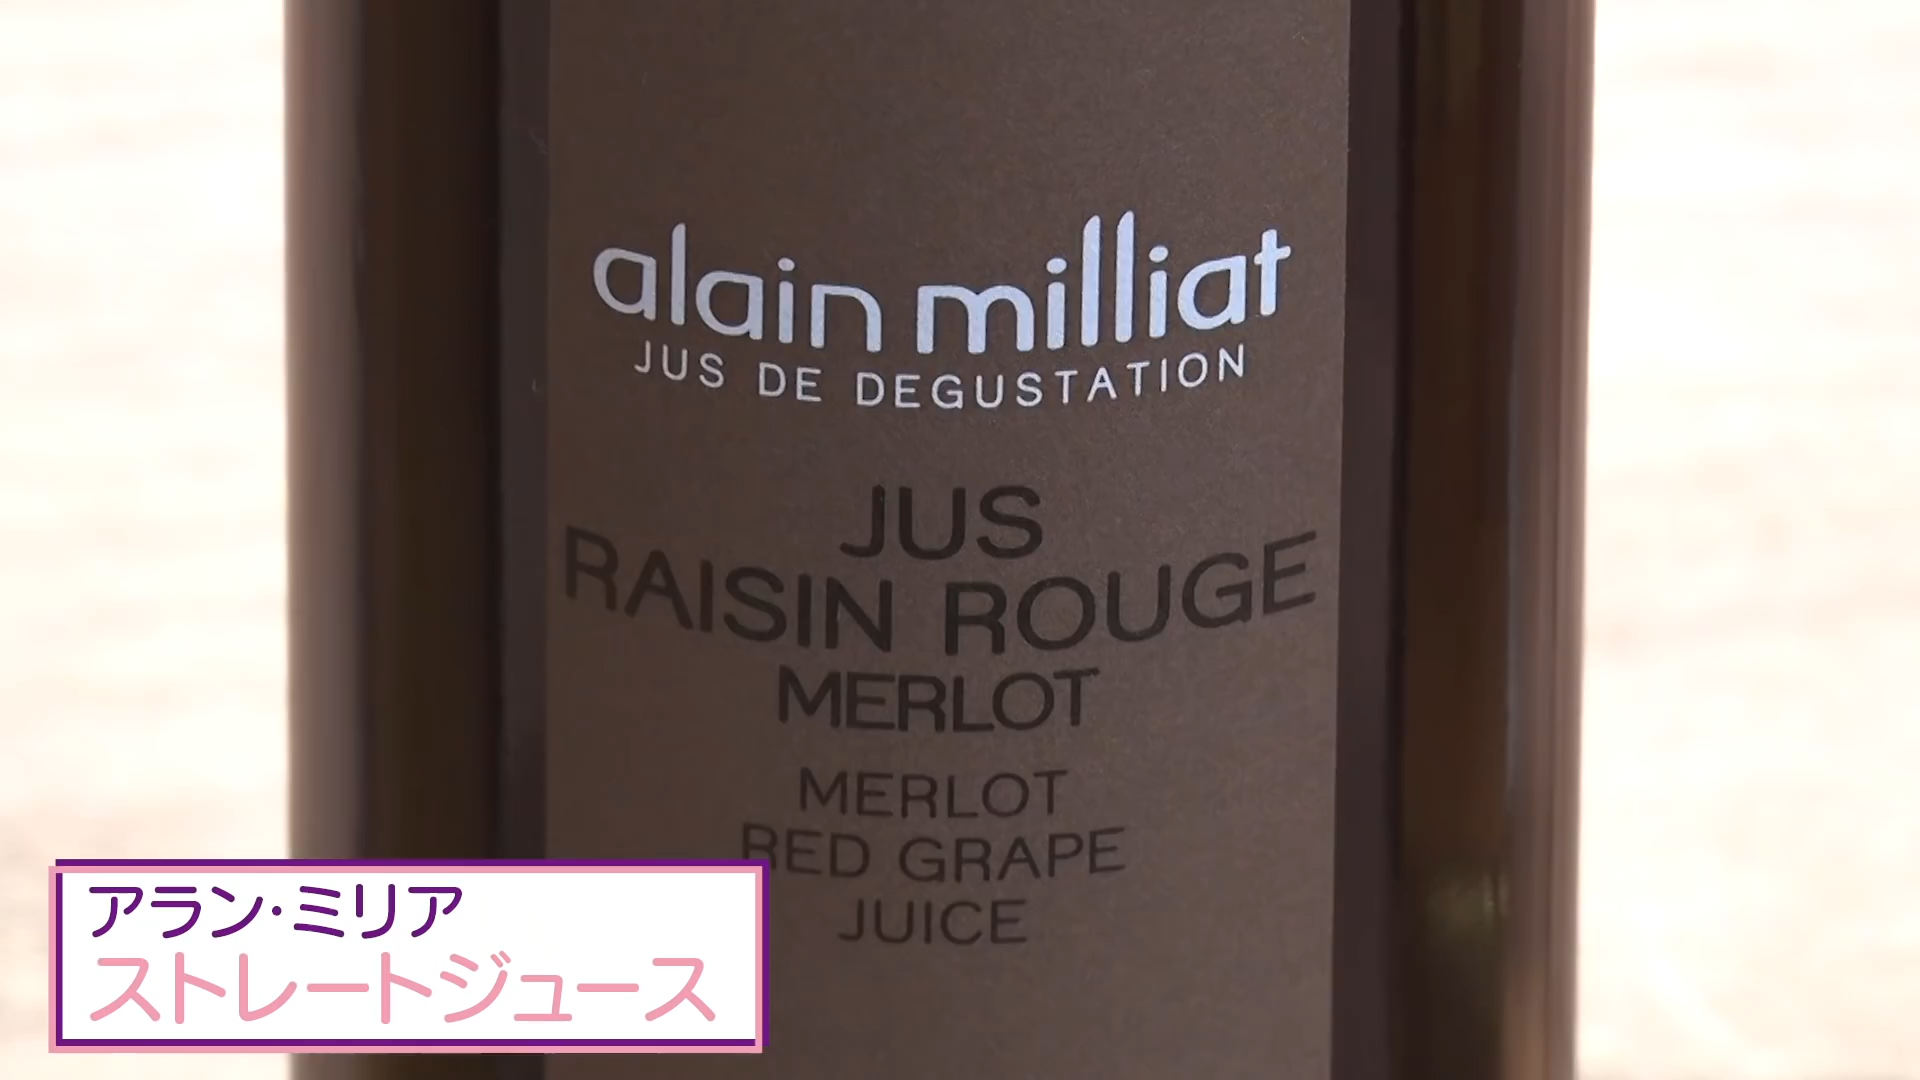 alain milliat
JUS DE DEGUSTATION
JUS
RAISIN ROUGE
MERLOT
MERLOT
RED GRAPE
JUICE
アラン・ミリア
ストレートジュース